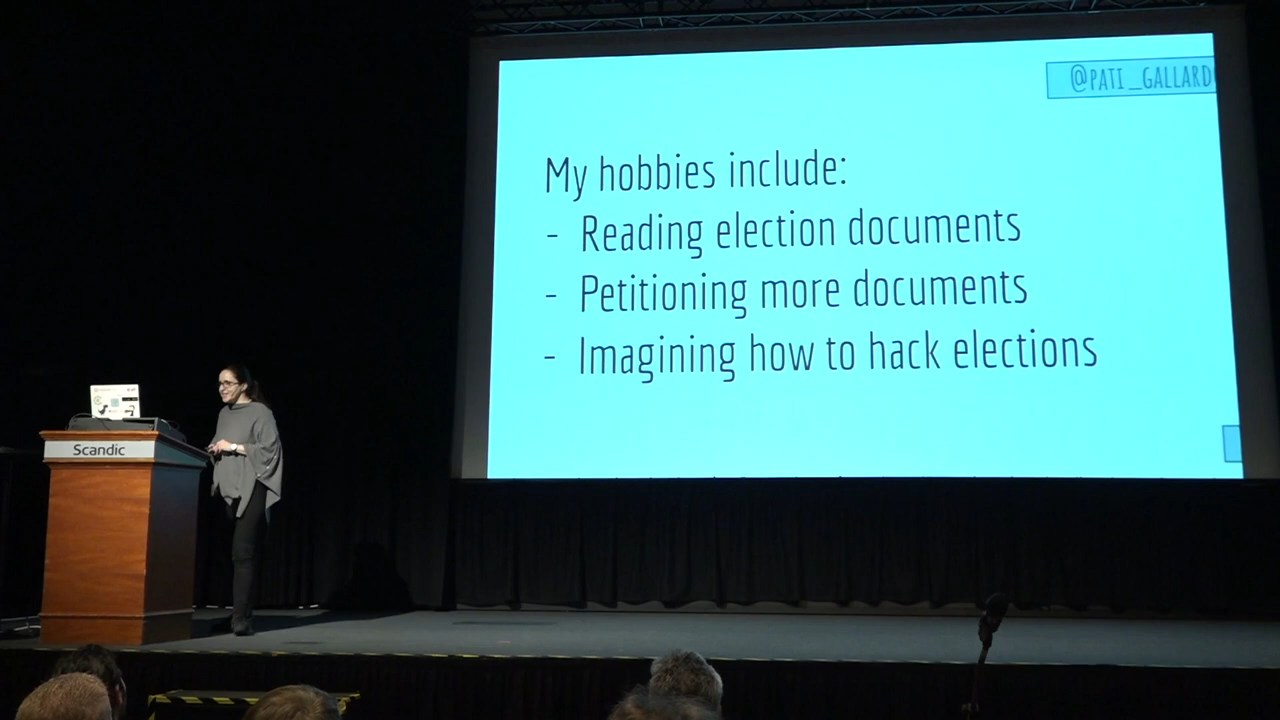 @PATI_GALLARD
My hobbies include:
- Reading election documents
- Petitioning more documents
- Imagining how to hack elections
Scandic